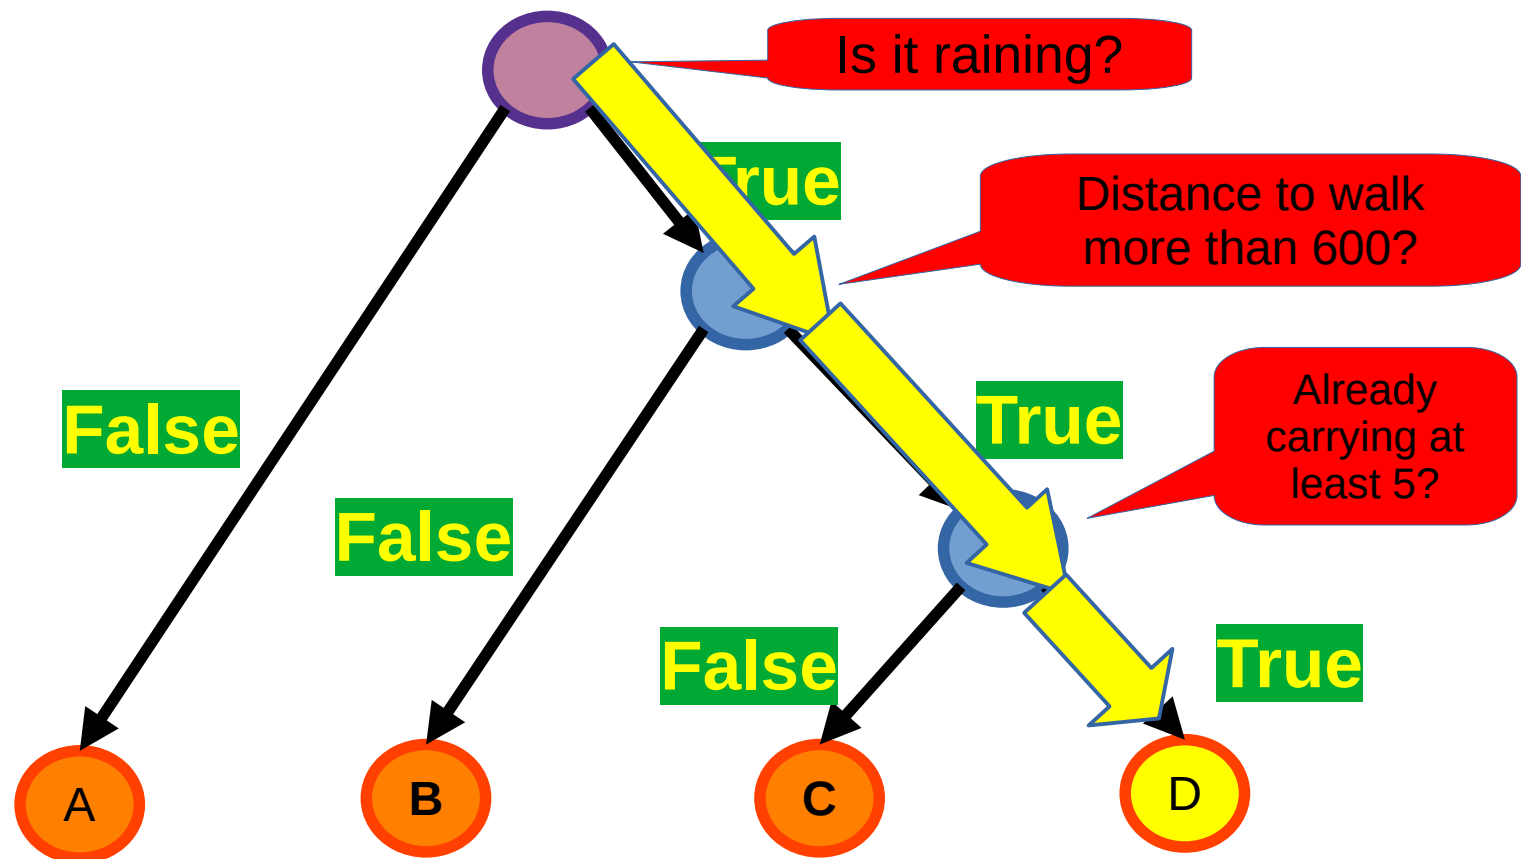 Is it raining?
True
Distance to walk
more than 600?
Already
carrying at
least 5?
True
False
False
False
True
A
B
C
D